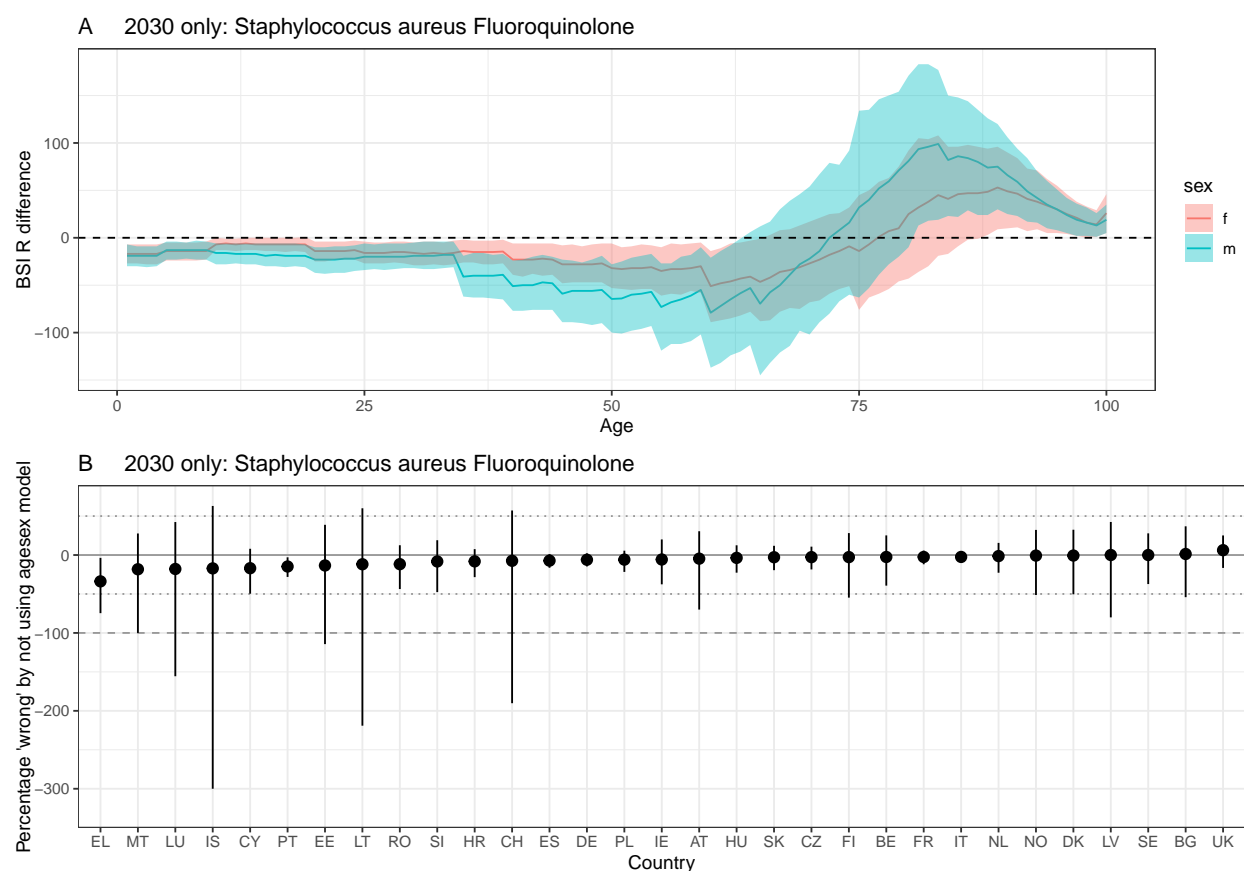 A 2030 only: Staphylococcus aureus Fluoroquinolone
BSI R difference
100
0
−100
0 25 50 75 100
Age
sex
f
m
B 2030 only: Staphylococcus aureus Fluoroquinolone
Percentage 'wrong' by not using agesex model
0
−100
−200
−300
EL MT LU IS CY PT EE LT RO SI HR CH ES DE PL IE AT HU SK CZ FI BE FR IT NL NO DK LV SE BG UK
Country